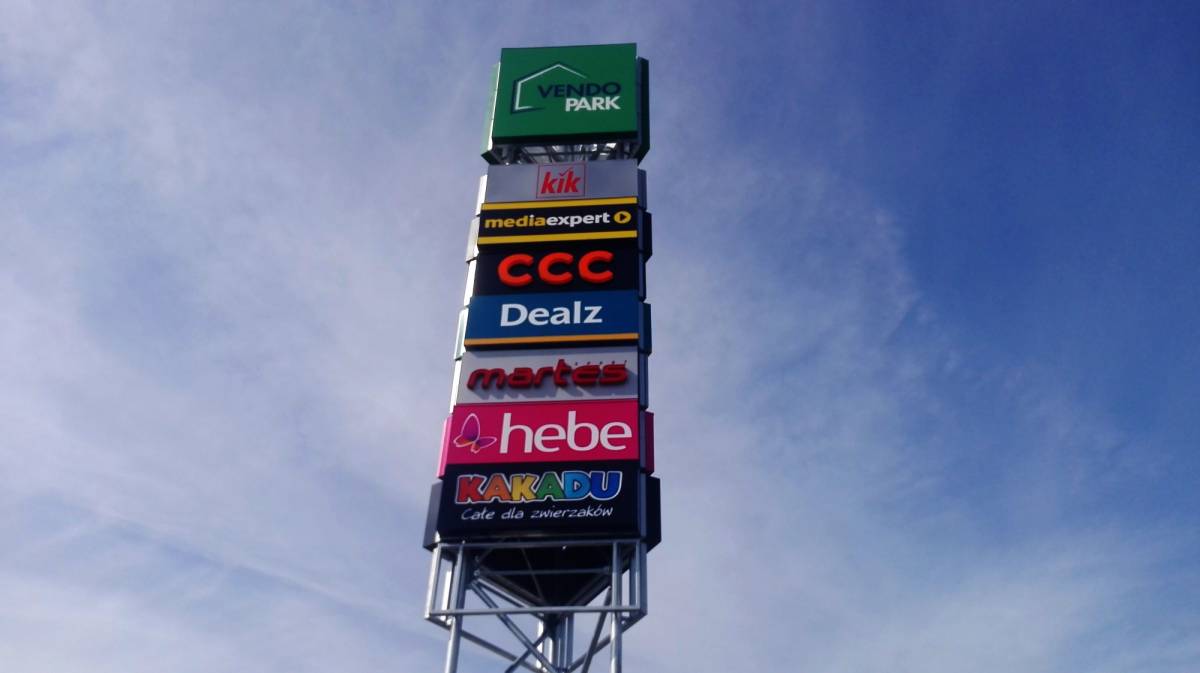 VENDO
PARK
kik
mediaexpert
CCC
Dealz
martes
hebe
KAKADU
Całe dla zwierzaków